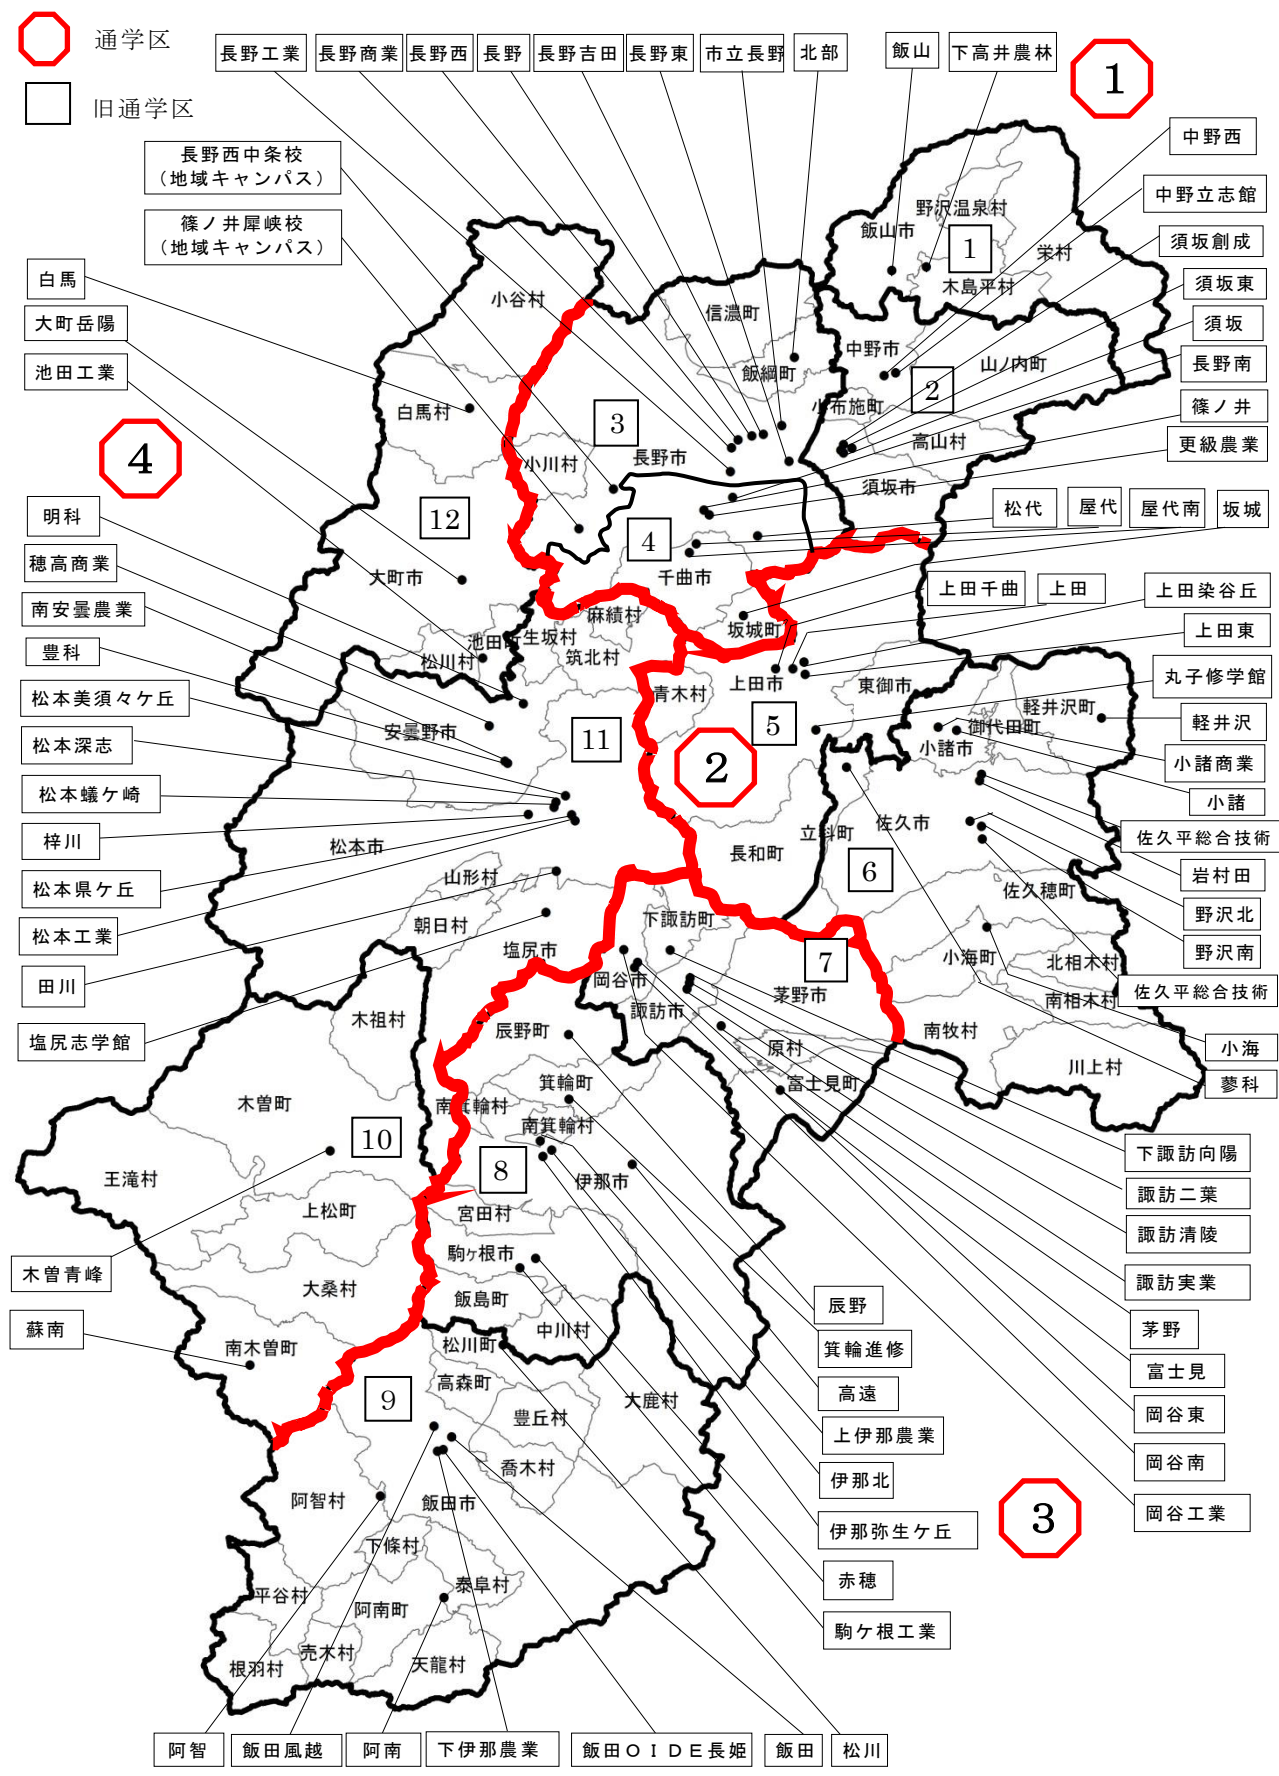 通学区
旧通学区
長野工業
長野商業
長野西
長野
長野吉田
長野東
市立長野
北部
飯山
下高井農林
1
長野西中条校
（地域キャンパス）
篠ノ井犀峡校
（地域キャンパス）
白馬
大町岳陽
池田工業
4
明科
穂高商業
南安曇農業
豊科
松本美須々ケ丘
松本深志
松本蟻ケ崎
梓川
松本県ケ丘
松本工業
田川
塩尻志学館
木曽青峰
蘇南
中野西
中野立志館
須坂創成
須坂東
須坂
長野南
篠ノ井
更級農業
松代
屋代
屋代南
坂城
上田千曲
上田
上田染谷丘
上田東
丸子修学館
軽井沢
小諸商業
小諸
佐久平総合技術
岩村田
野沢北
野沢南
佐久平総合技術
小海
蓼科
下諏訪向陽
諏訪二葉
諏訪清陵
諏訪実業
茅野
富士見
岡谷東
岡谷南
岡谷工業
辰野
箕輪進修
高遠
上伊那農業
伊那北
伊那弥生ケ丘
赤穂
駒ケ根工業
3
阿智
飯田風越
阿南
下伊那農業
飯田ＯＩＤＥ長姫
飯田
松川
野沢温泉村
飯山市
1
栄村
木島平村
小谷村
信濃町
中野市
山ノ内町
飯綱町
2
白馬村
3
小布施町
高山村
小川村
長野市
須坂市
12
4
千曲市
大町市
麻績村
坂城町
池田町
生坂村
松川村
筑北村
青木村
上田市
東御市
軽井沢町
御代田町
小諸市
安曇野市
11
5
2
立科町
佐久市
松本市
長和町
6
山形村
佐久穂町
朝日村
下諏訪町
塩尻市
小海町
北相木村
7
岡谷市
茅野市
南相木村
諏訪市
木祖村
辰野町
南牧村
原村
川上村
箕輪町
富士見町
木曽町
南箕輪村
南箕輪村
10
8
王滝村
伊那市
上松町
宮田村
駒ヶ根市
大桑村
飯島町
中川村
南木曽町
松川町
9
高森町
大鹿村
豊丘村
喬木村
阿智村
飯田市
下條村
平谷村
泰阜村
阿南町
売木村
根羽村
天龍村